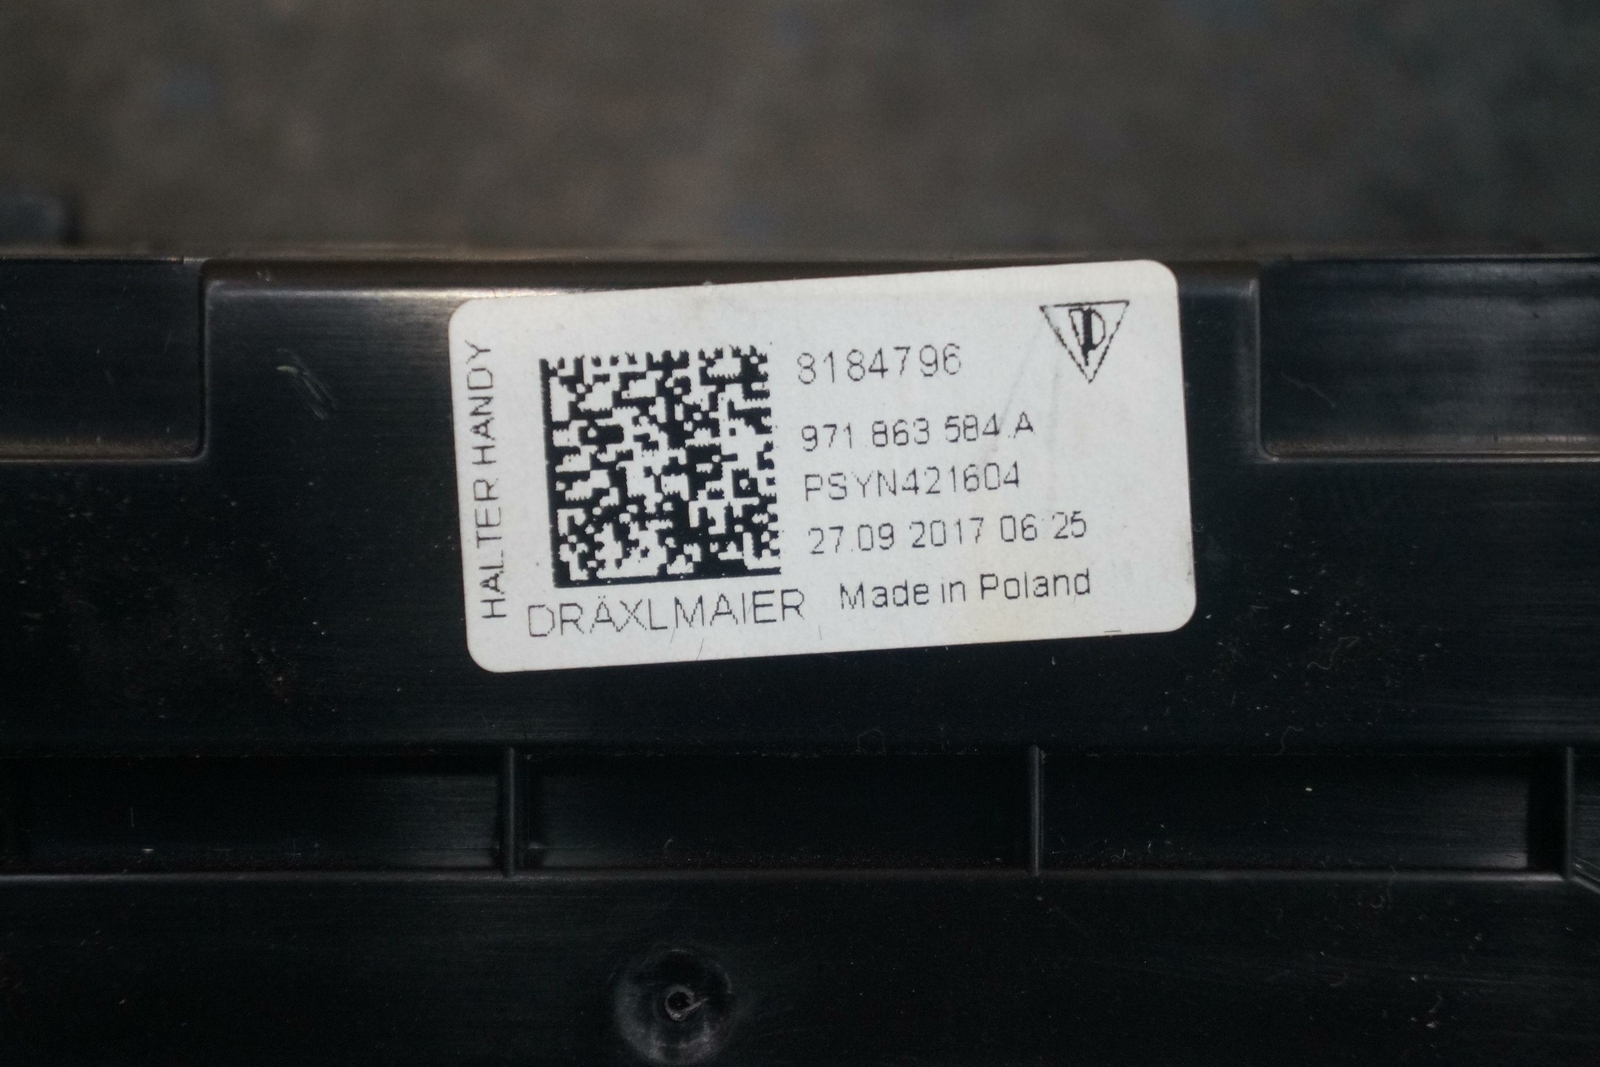 HALTER HANDY
8184796
971.863.584.A
PSYN421604
27.09.2017 06:25
DRÄXLMAIER Made in Poland